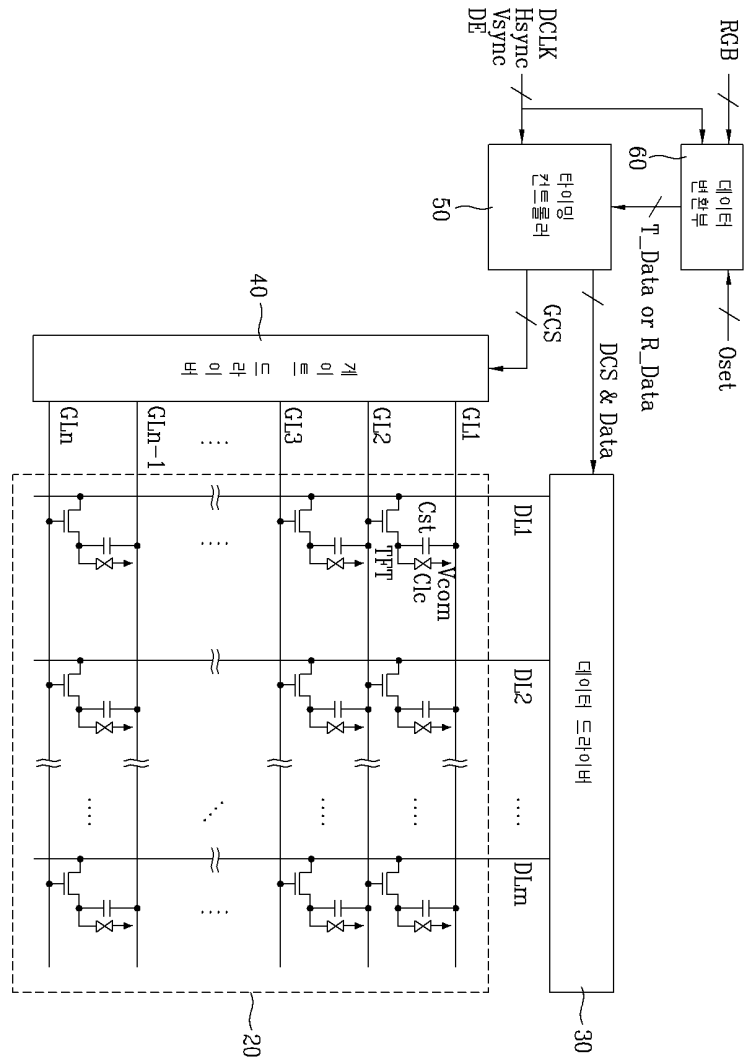 RGB
Oset
데이터
변환부
60
T_Data or R_Data
DCS & Data
데이터 드라이버
30
DCLK
Hsync
Vsync
DE
타이밍
컨트롤러
50
GCS
DL1
DL2
....
DLm
40
게이트 드라이버
GL1
GL2
GL3
....
GLn-1
GLn
Vcom
Cst
Clc
TFT
20